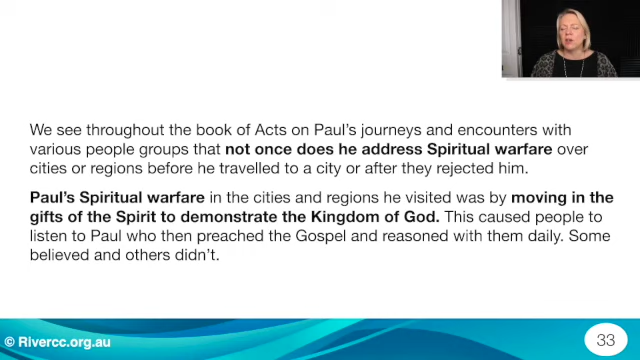 We see throughout the book of Acts on Paul's journeys and encounters with
various people groups that not once does he address Spiritual warfare over
cities or regions before he travelled to a city or after they rejected him.
Paul's Spiritual warfare in the cities and regions he visited was by moving in the
gifts of the Spirit to demonstrate the Kingdom of God. This caused people to
listen to Paul who then preached the Gospel and reasoned with them daily. Some
believed and others didn't.
© Rivercc.org.au
33